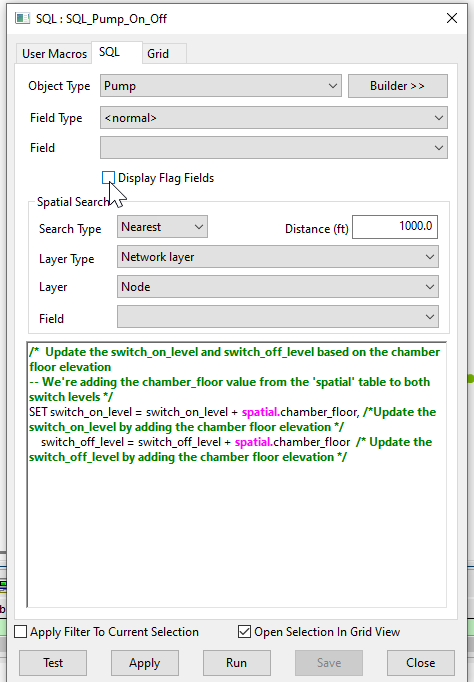 SQL : SQL_Pump_On_Off
User Macros SQL Grid
Object Type Pump Builder >>
Field Type <normal>
Field
Display Flag Fields
Spatial Search
Search Type Nearest Distance (ft) 1000.0
Layer Type Network layer
Layer Node
Field
/*  Update the switch_on_level and switch_off_level based on the chamber
floor elevation
-- We're adding the chamber_floor value from the 'spatial' table to both
switch levels */
SET switch_on_level = switch_on_level + spatial.chamber_floor, /*Update the
switch_on_level by adding the chamber floor elevation */
    switch_off_level = switch_off_level + spatial.chamber_floor  /* Update the
switch_off_level by adding the chamber floor elevation */
b
Apply Filter To Current Selection Open Selection In Grid View
Test Apply Run Save Close